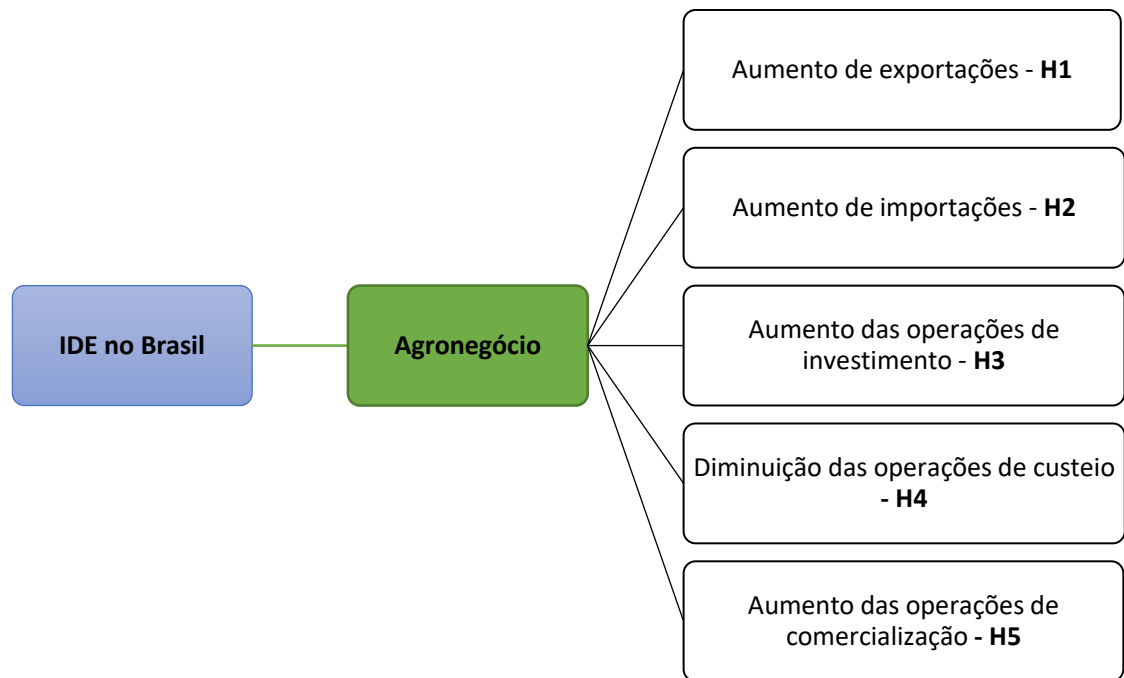 Aumento de exportações - H1
Aumento de importações - H2
IDE no Brasil
Agronegócio
Aumento das operações de
investimento - H3
Diminuição das operações de custeio
- H4
Aumento das operações de
comercialização - H5